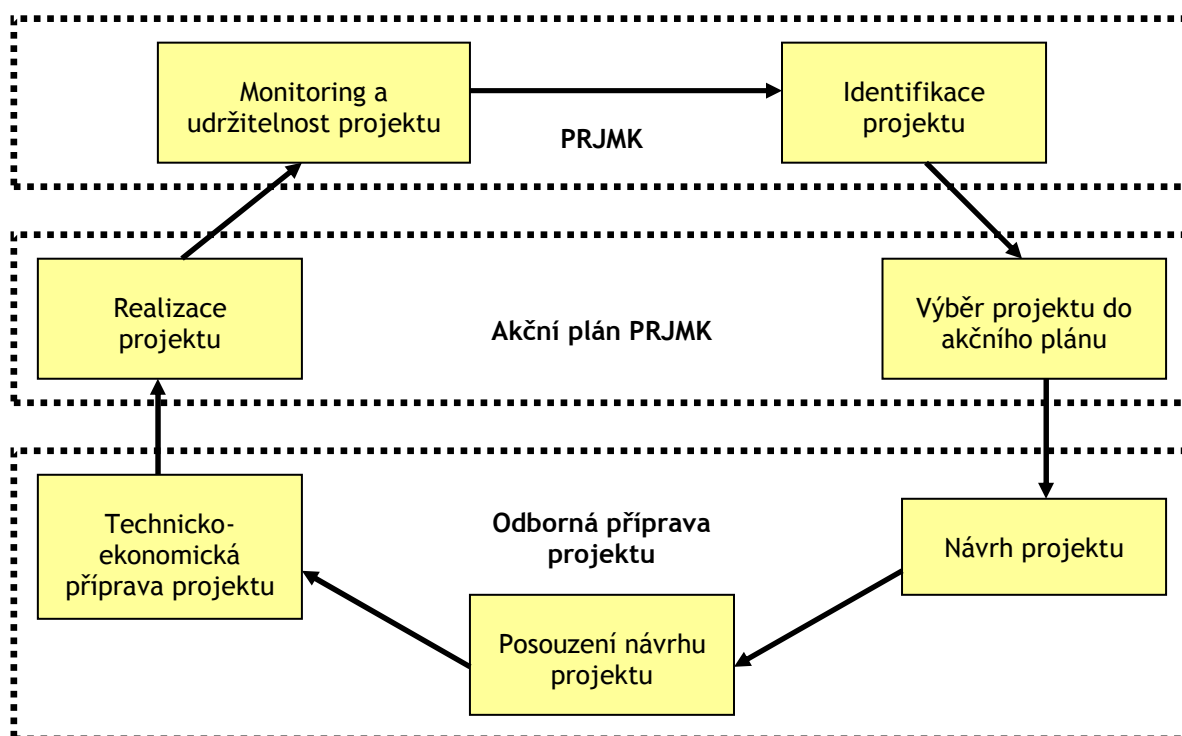 Monitoring a
udržitelnost projektu
PRJMK
Identifikace
projektu
Realizace
projektu
Akční plán PRJMK
Výběr projektu do
akčního plánu
Technicko-
ekonomická
příprava projektu
Odborná příprava
projektu
Návrh projektu
Posouzení návrhu
projektu